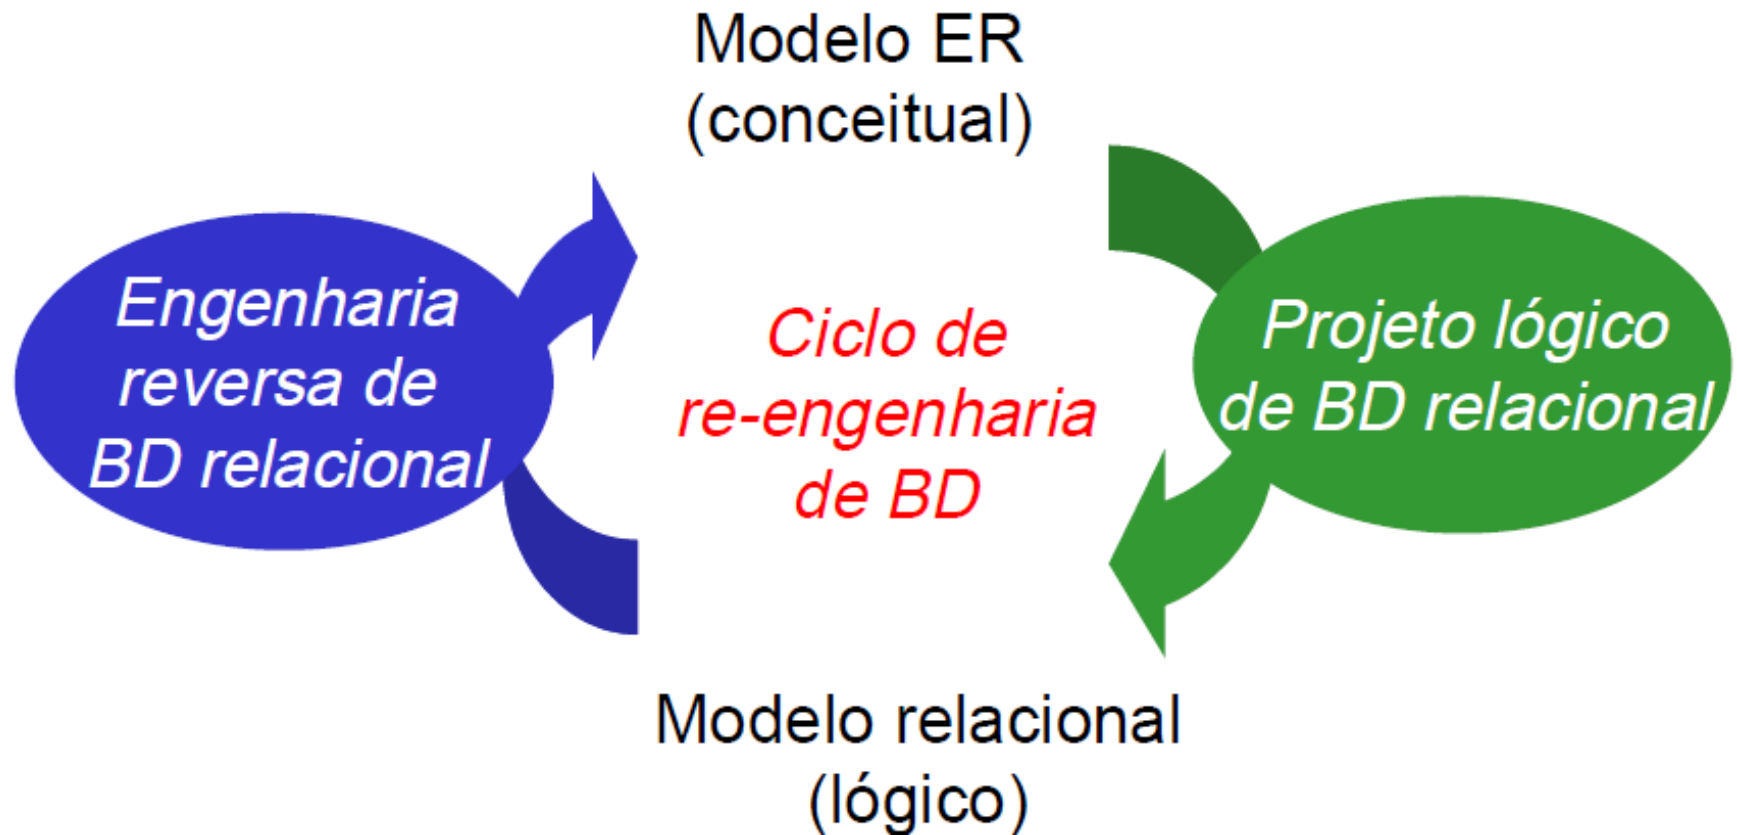 Modelo ER
(conceitual)
Engenharia
reversa de
BD relacional
Ciclo de
re-engenharia
de BD
Projeto lógico
de BD relacional
Modelo relacional
(lógico)